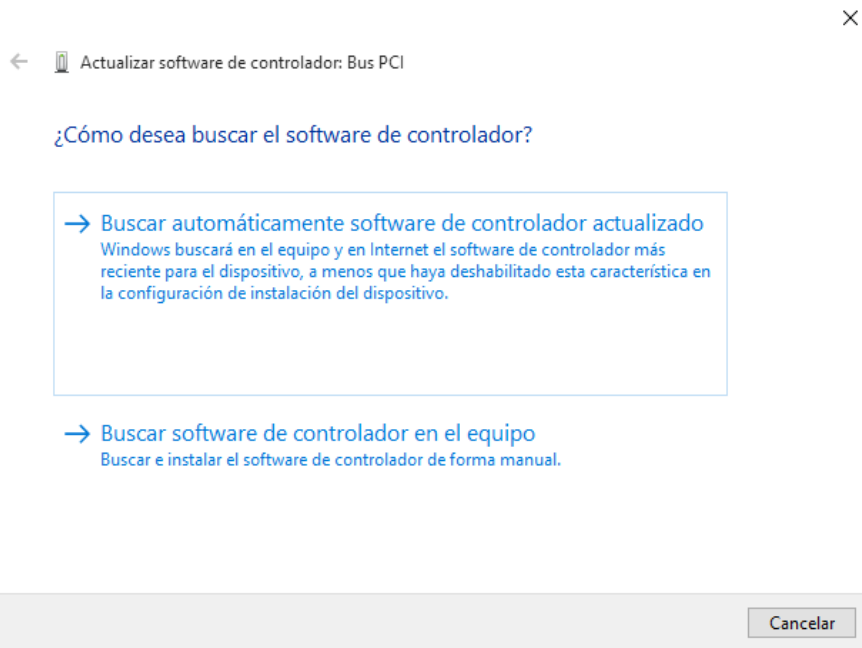 Actualizar software de controlador: Bus PCI
¿Cómo desea buscar el software de controlador?
Buscar automáticamente software de controlador actualizado
Windows buscará en el equipo y en Internet el software de controlador más
reciente para el dispositivo, a menos que haya deshabilitado esta característica en
la configuración de instalación del dispositivo.
Buscar software de controlador en el equipo
Buscar e instalar el software de controlador de forma manual.
Cancelar